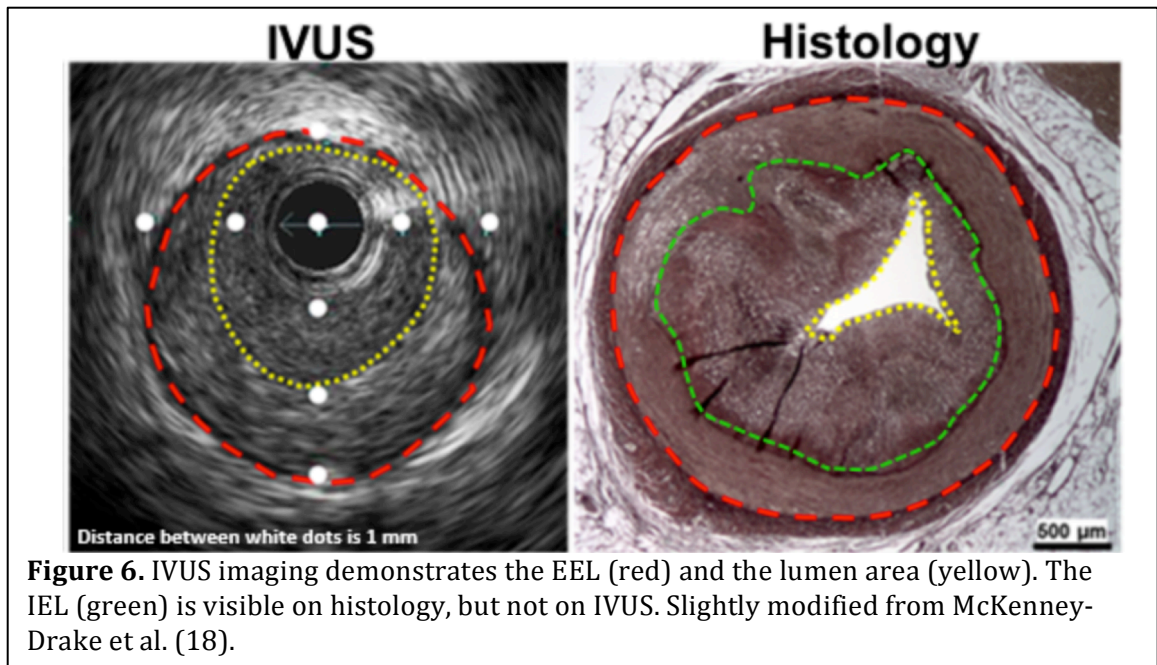 IVUS
Histology
Distance between white dots is 1 mm
500 µm
Figure 6. IVUS imaging demonstrates the EEL (red) and the lumen area (yellow). The
IEL (green) is visible on histology, but not on IVUS. Slightly modified from McKenney-
Drake et al. (18).